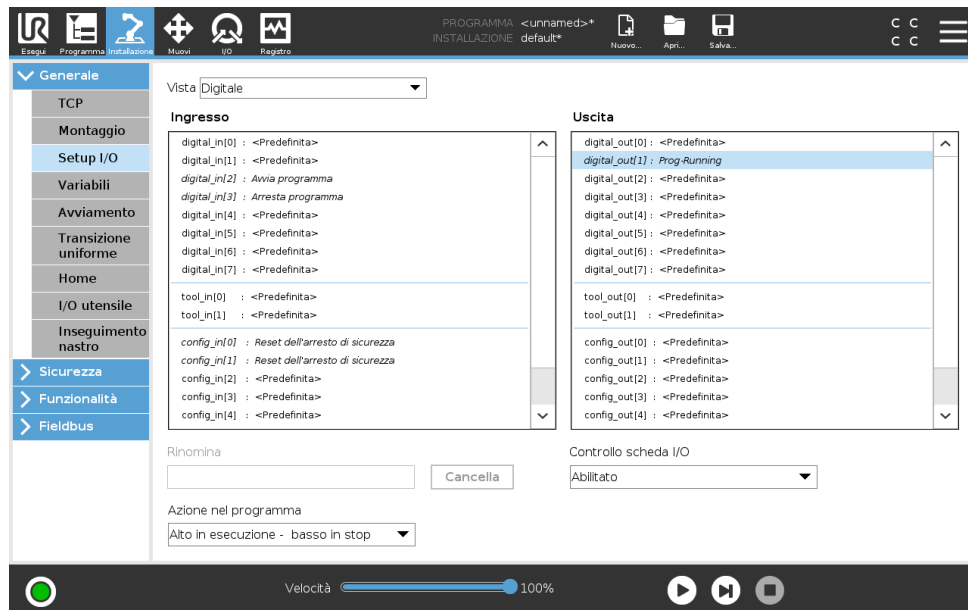 UR
PROGRAMMA <unnamed>*
INSTALLAZIONE default*
Esegui Programma Installazione Muovi I/O Registro
Nuovo... Apri... Salva...
C C
C C
Generale
TCP
Montaggio
Setup I/O
Variabili
Avviamento
Transizione
uniforme
Home
I/O utensile
Inseguimento
nastro
Sicurezza
Funzionalità
Fieldbus
Vista Digitale
Ingresso
digital_in[0] : <Predefinita>
digital_in[1] : <Predefinita>
digital_in[2] : Avvia programma
digital_in[3] : Arresta programma
digital_in[4] : <Predefinita>
digital_in[5] : <Predefinita>
digital_in[6] : <Predefinita>
digital_in[7] : <Predefinita>
tool_in[0] : <Predefinita>
tool_in[1] : <Predefinita>
config_in[0] : Reset dell'arresto di sicurezza
config_in[1] : Reset dell'arresto di sicurezza
config_in[2] : <Predefinita>
config_in[3] : <Predefinita>
config_in[4] : <Predefinita>
Uscita
digital_out[0] : <Predefinita>
digital_out[1] : Prog-Running
digital_out[2] : <Predefinita>
digital_out[3] : <Predefinita>
digital_out[4] : <Predefinita>
digital_out[5] : <Predefinita>
digital_out[6] : <Predefinita>
digital_out[7] : <Predefinita>
tool_out[0] : <Predefinita>
tool_out[1] : <Predefinita>
config_out[0] : <Predefinita>
config_out[1] : <Predefinita>
config_out[2] : <Predefinita>
config_out[3] : <Predefinita>
config_out[4] : <Predefinita>
Rinomina
Cancella
Controllo scheda I/O
Abilitato
Azione nel programma
Alto in esecuzione - basso in stop
Velocità 100%